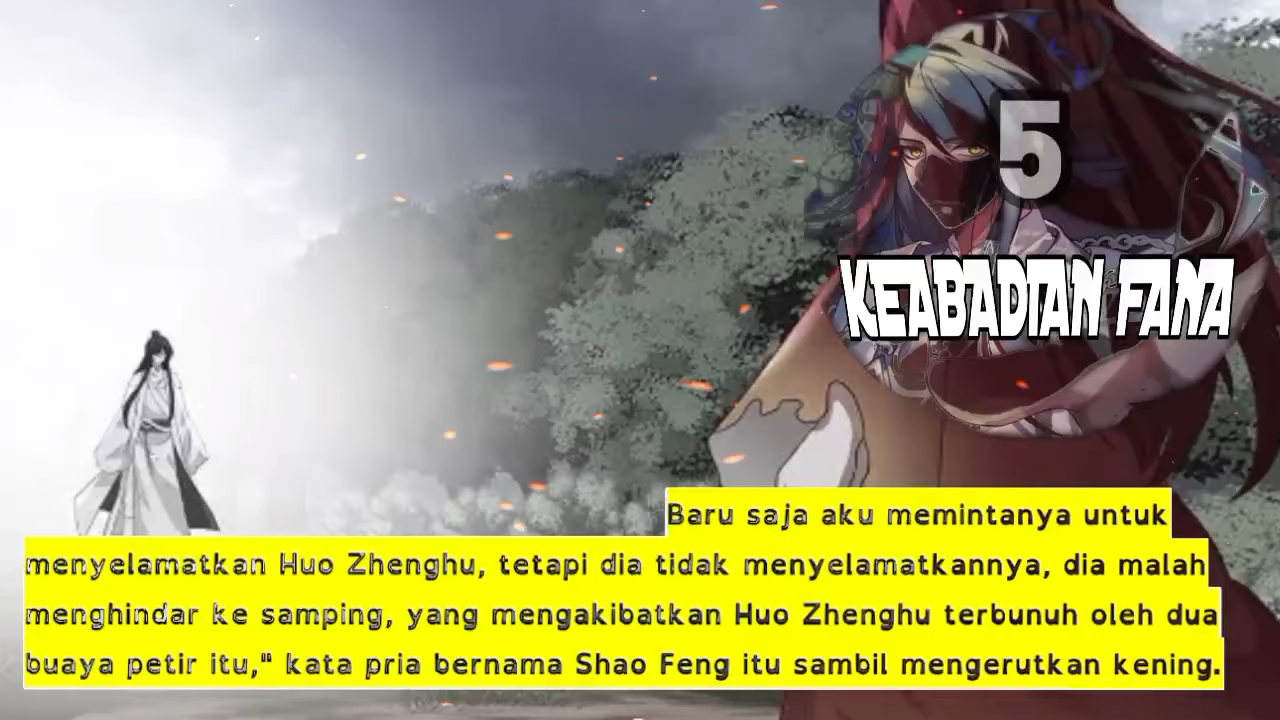 5
KEABADIAN FANA
Baru saja aku memintanya untuk
menyelamatkan Huo Zhenghu, tetapi dia tidak menyelamatkannya, dia malah
menghindar ke samping, yang mengakibatkan Huo Zhenghu terbunuh oleh dua
buaya petir itu," kata pria bernama Shao Feng itu sambil mengerutkan kening.